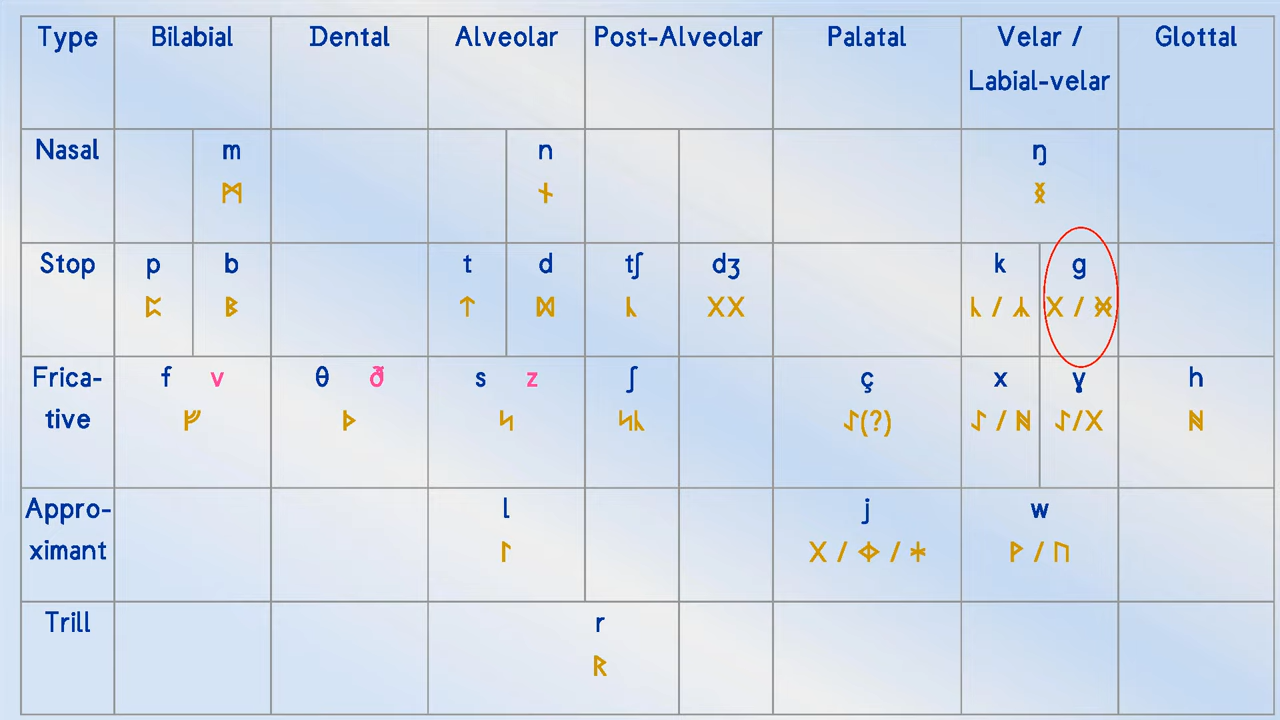 Type Bilabial Dental Alveolar Post-Alveolar Palatal Velar / Glottal
Labial-velar
Nasal m n ŋ
ᛗ ᚾ ᛝ
Stop p b t d tʃ dʒ k g
ᛈ ᛒ ᛏ ᛞ ᚳ ᚷᚷ ᚳ / ᛣ ᚷ / ᚸ
Frica- f v θ ð s z ʃ ç x ɣ h
tive ᚠ ᚦ ᛋ ᛋᚳ ᛇ(?) ᛇ / ᚻ ᛇ/ᚷ ᚻ
Appro- l j w
ximant ᛚ ᚷ / ᛄ / ᛡ ᚹ / ᚢ
Trill r
ᚱ